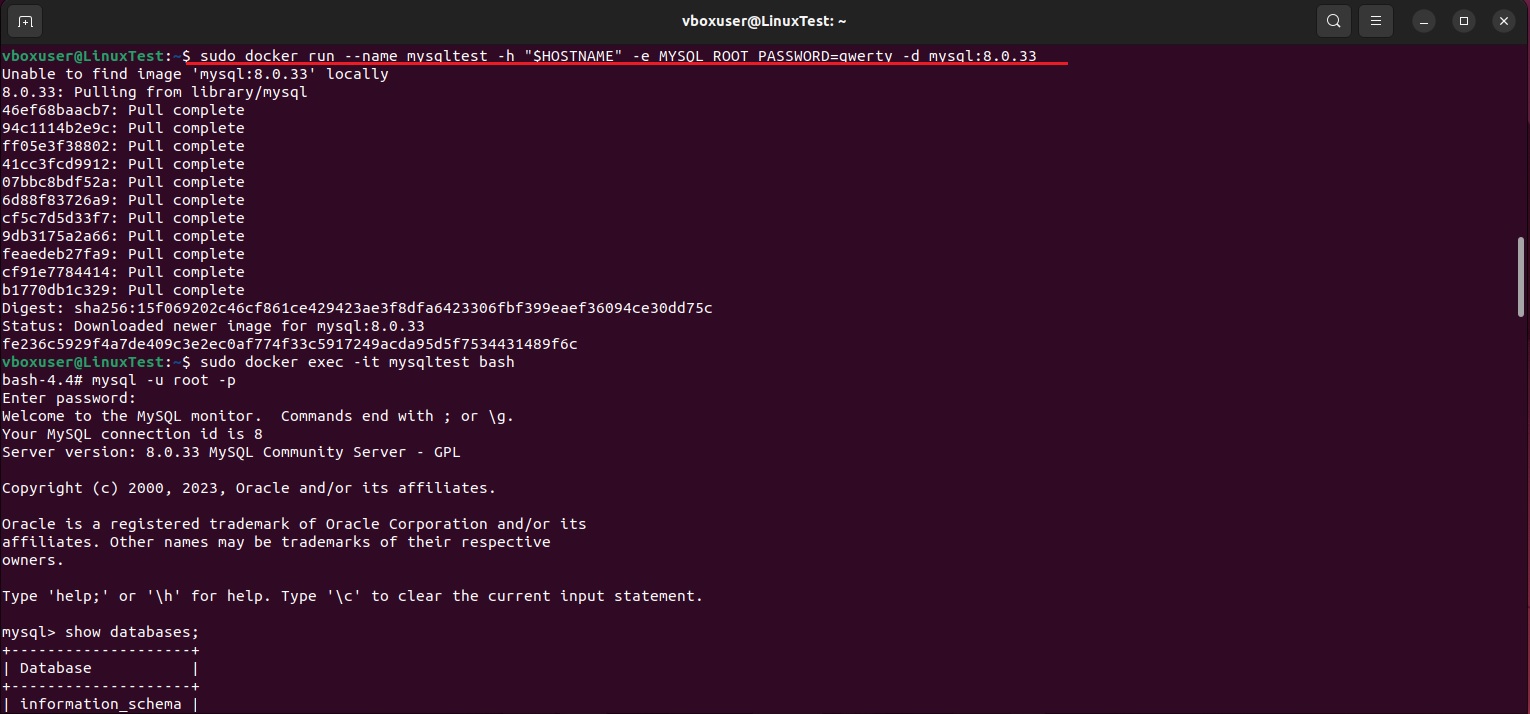 vboxuser@LinuxTest: ~
vboxuser@LinuxTest:~$ sudo docker run --name mysqltest -h "$HOSTNAME" -e MYSQL_ROOT_PASSWORD=qwerty -d mysql:8.0.33
Unable to find image 'mysql:8.0.33' locally
8.0.33: Pulling from library/mysql
46ef68baacb7: Pull complete
94c1114b2e9c: Pull complete
ff05e3f38802: Pull complete
41cc3fcd9912: Pull complete
07bbc8bdf52a: Pull complete
6d88f83726a9: Pull complete
cf5c7d5d33f7: Pull complete
9db3175a2a66: Pull complete
feaedeb27fa9: Pull complete
cf91e7784414: Pull complete
b1770db1c329: Pull complete
Digest: sha256:15f069202c46cf861ce429423ae3f8dfa6423306fbf399eaef36094ce30dd75c
Status: Downloaded newer image for mysql:8.0.33
fe236c5929f4a7de409c3e2ec0af774f33c5917249acda95d5f7534431489f6c
vboxuser@LinuxTest:~$ sudo docker exec -it mysqltest bash
bash-4.4# mysql -u root -p
Enter password:
Welcome to the MySQL monitor.  Commands end with ; or \g.
Your MySQL connection id is 8
Server version: 8.0.33 MySQL Community Server - GPL
Copyright (c) 2000, 2023, Oracle and/or its affiliates.
Oracle is a registered trademark of Oracle Corporation and/or its
affiliates. Other names may be trademarks of their respective
owners.
Type 'help;' or '\h' for help. Type '\c' to clear the current input statement.
mysql> show databases;
+--------------------+
| Database           |
+--------------------+
| information_schema |